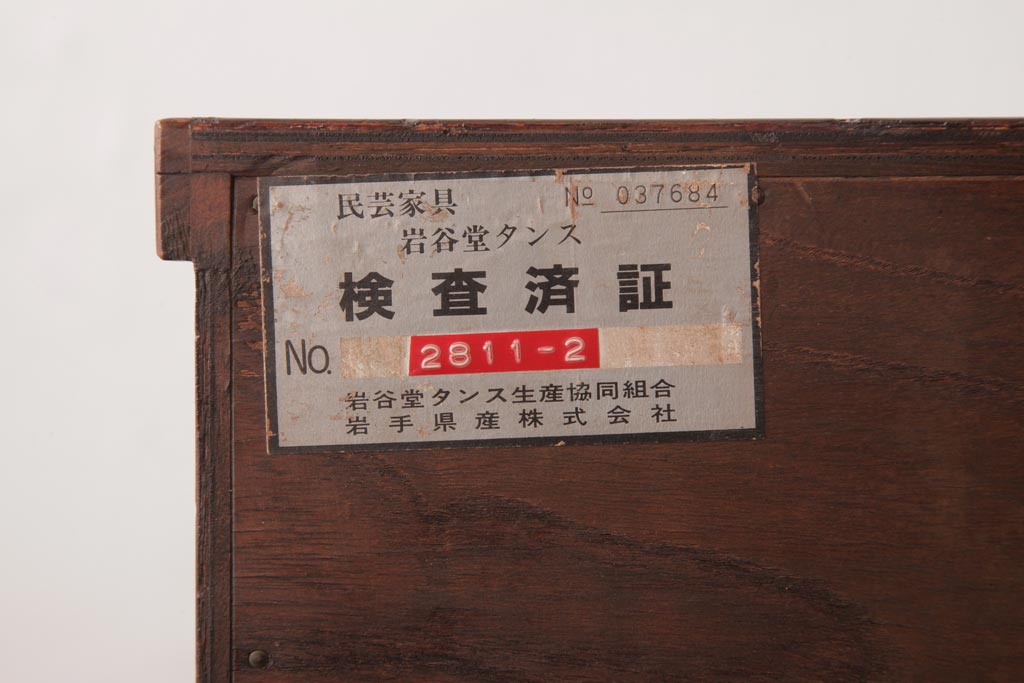 民芸家具 № 037684
岩谷堂タンス
検査済証
No. 2811-2
岩谷堂タンス生産協同組合
岩手県産株式会社